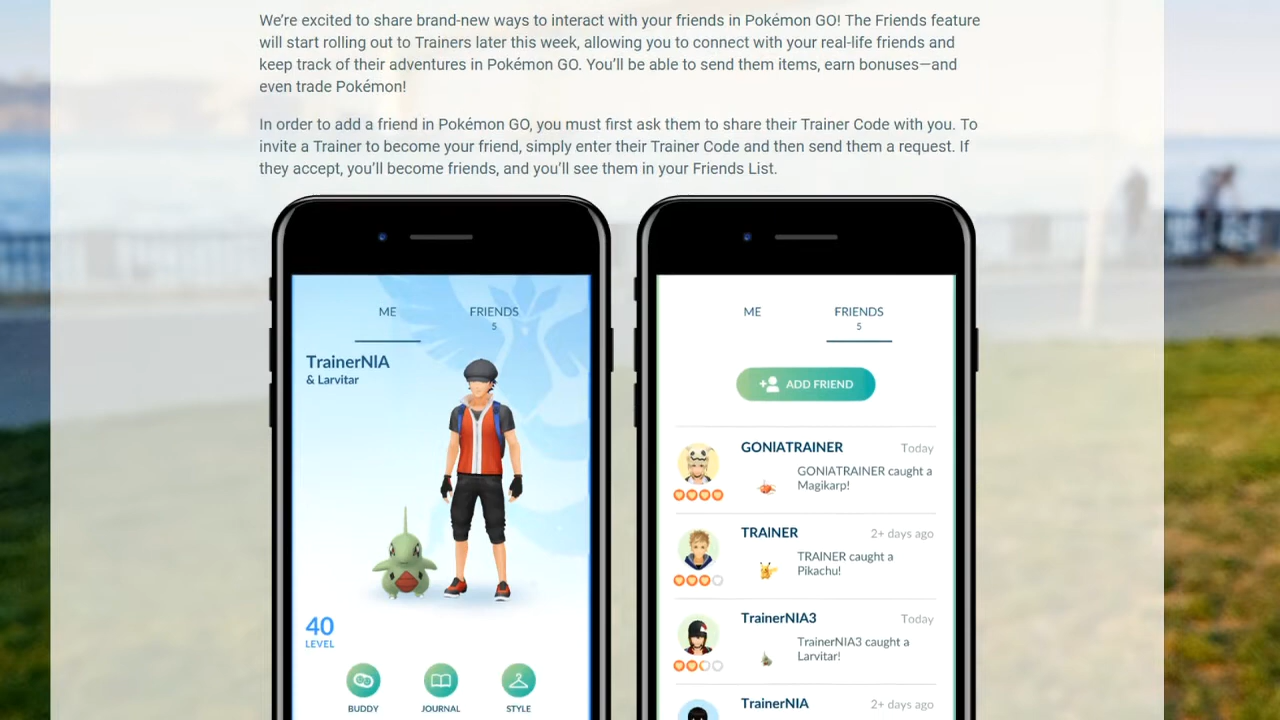 We’re excited to share brand-new ways to interact with your friends in Pokémon GO! The Friends feature
will start rolling out to Trainers later this week, allowing you to connect with your real-life friends and
keep track of their adventures in Pokémon GO. You’ll be able to send them items, earn bonuses—and
even trade Pokémon!
In order to add a friend in Pokémon GO, you must first ask them to share their Trainer Code with you. To
invite a Trainer to become your friend, simply enter their Trainer Code and then send them a request. If
they accept, you’ll become friends, and you’ll see them in your Friends List.
ME
FRIENDS
5
TrainerNIA
& Larvitar
40
LEVEL
BUDDY
JOURNAL
STYLE
ME
FRIENDS
5
ADD FRIEND
GONIATRAINER
Today
GONIATRAINER caught a
Magikarp!
TRAINER
2+ days ago
TRAINER caught a
Pikachu!
TrainerNIA3
Today
TrainerNIA3 caught a
Larvitar!
TrainerNIA
2+ days ago